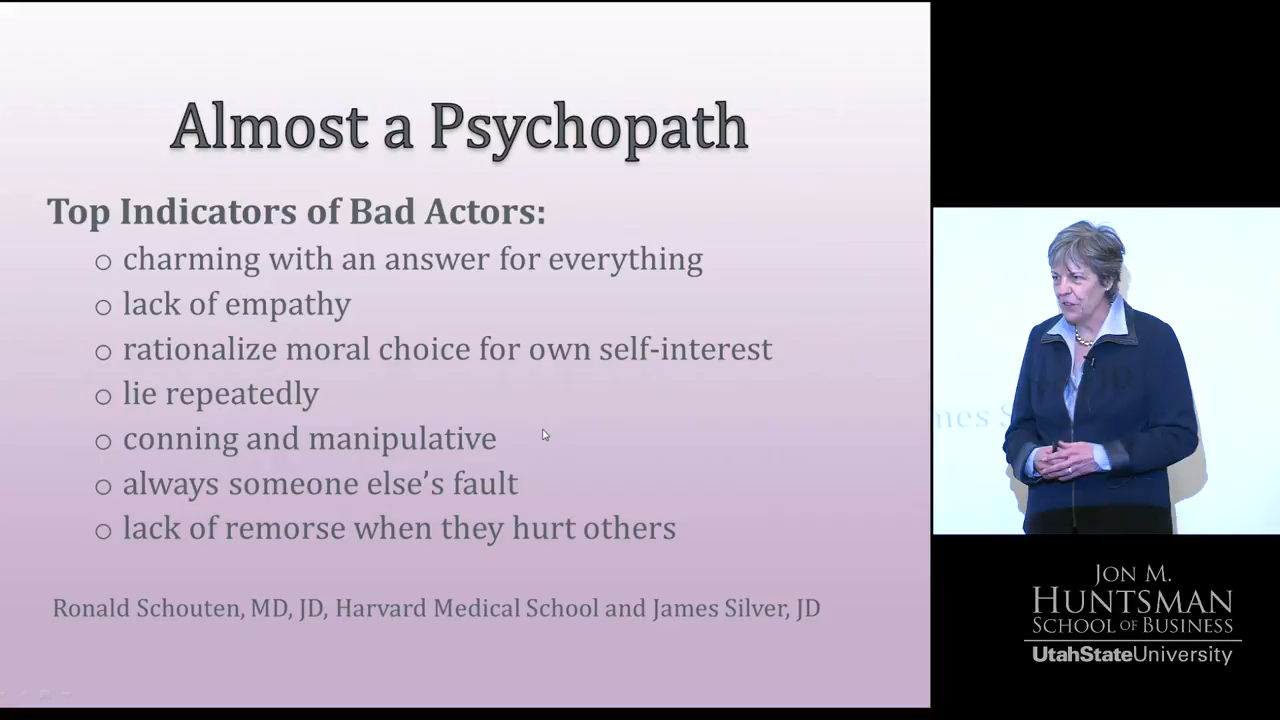 Almost a Psychopath
Top Indicators of Bad Actors:
charming with an answer for everything
lack of empathy
rationalize moral choice for own self-interest
lie repeatedly
conning and manipulative
always someone else’s fault
lack of remorse when they hurt others
Ronald Schouten, MD, JD, Harvard Medical School and James Silver, JD
JD
mes S
JON M.
HUNTSMAN
SCHOOL OF BUSINESS
UtahStateUniversity